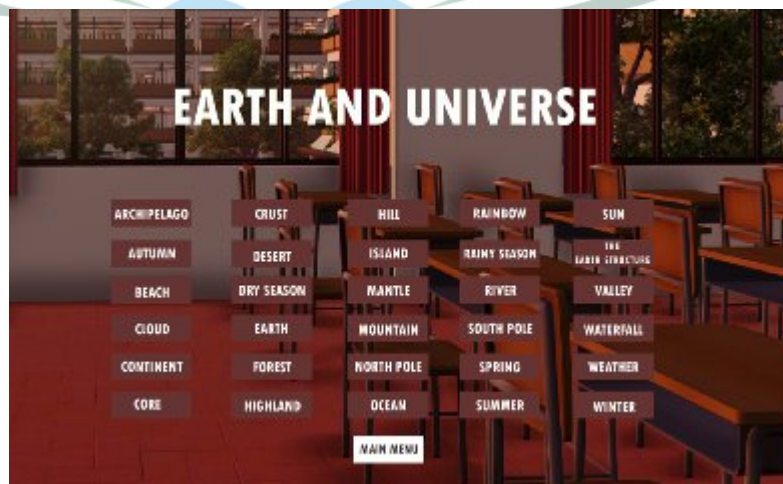 EARTH AND UNIVERSE
ARCHIPELAGO CRUST HILL RAINBOW SUN
AUTUMN DESERT ISLAND RAINY SEASON THE EARTH STRUCTURE
BEACH DRY SEASON MANTLE RIVER VALLEY
CLOUD EARTH MOUNTAIN SOUTH POLE WATERFALL
CONTINENT FOREST NORTH POLE SPRING WEATHER
CORE HIGHLAND OCEAN SUMMER WINTER
MAIN MENU